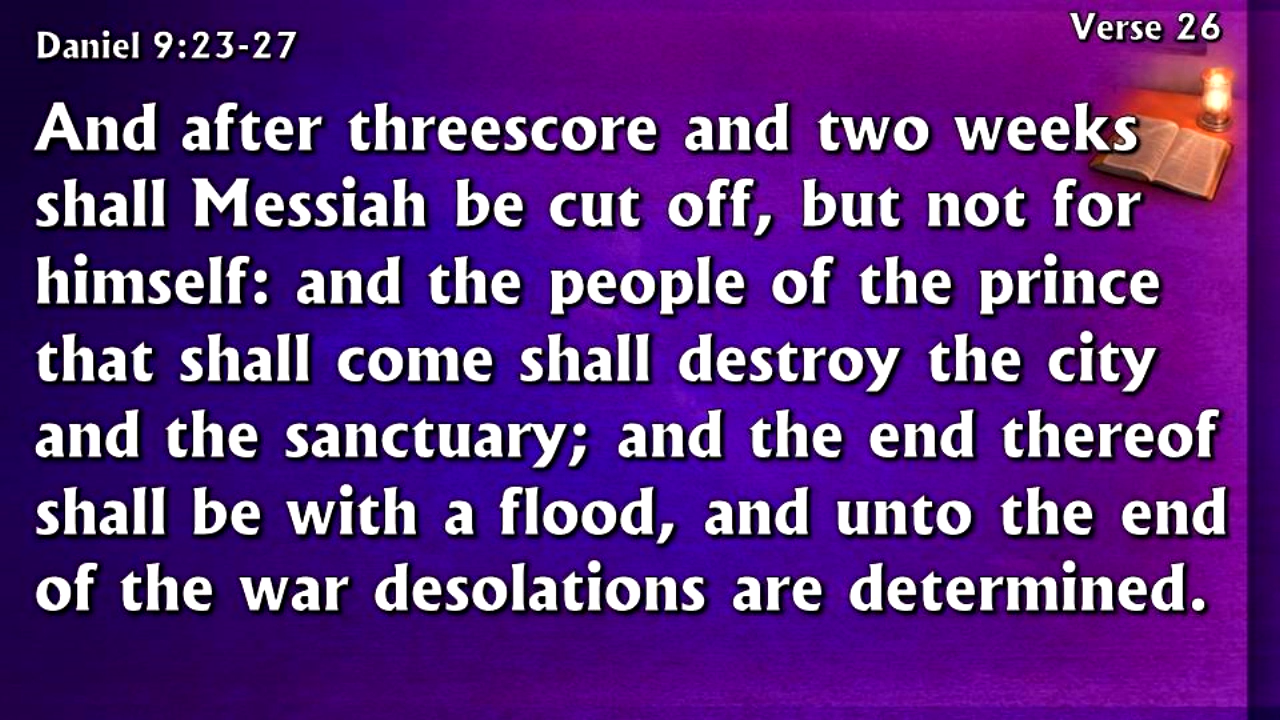 Daniel 9:23-27
Verse 26
And after threescore and two weeks
shall Messiah be cut off, but not for
himself: and the people of the prince
that shall come shall destroy the city
and the sanctuary; and the end thereof
shall be with a flood, and unto the end
of the war desolations are determined.